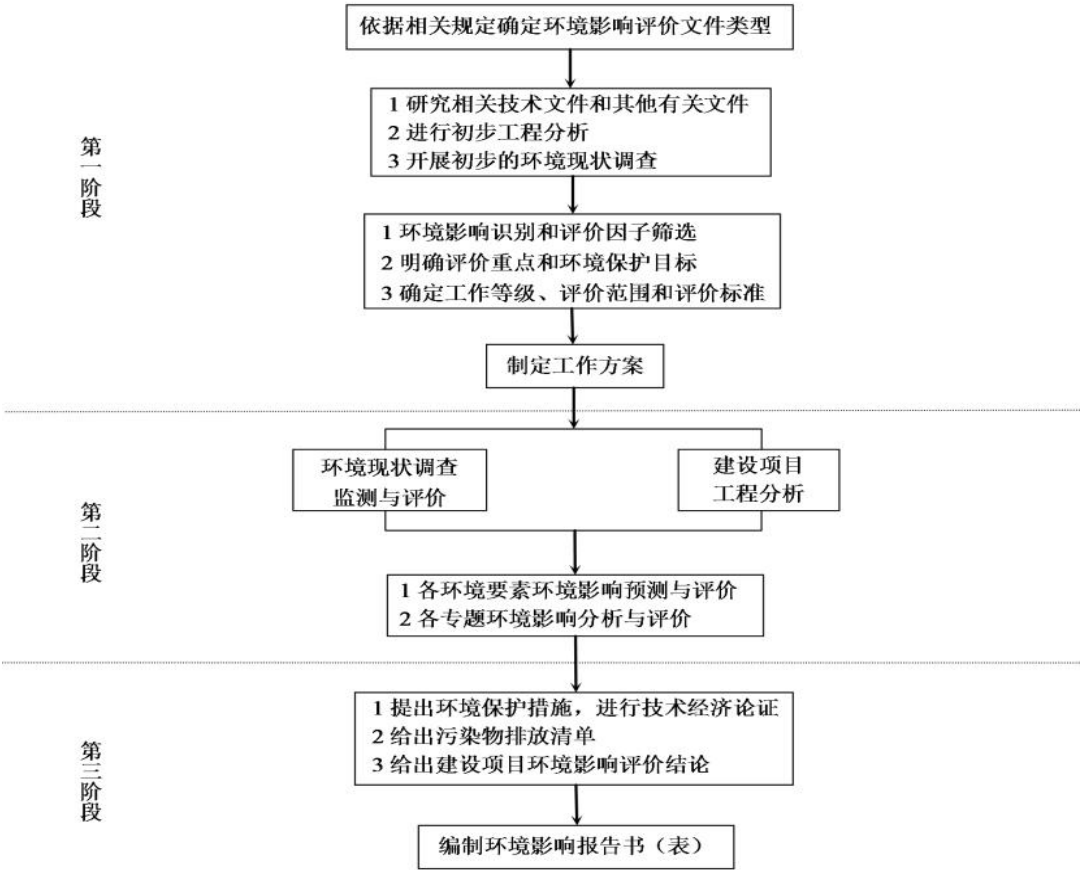 依据相关规定确定环境影响评价文件类型
第一阶段
1 研究相关技术文件和其他有关文件
2 进行初步工程分析
3 开展初步的环境现状调查
1 环境影响识别和评价因子筛选
2 明确评价重点和环境保护目标
3 确定工作等级、评价范围和评价标准
制定工作方案
第二阶段
环境现状调查
监测与评价
建设项目
工程分析
1 各环境要素环境影响预测与评价
2 各专题环境影响分析与评价
第三阶段
1 提出环境保护措施，进行技术经济论证
2 给出污染物排放清单
3 给出建设项目环境影响评价结论
编制环境影响报告书（表）